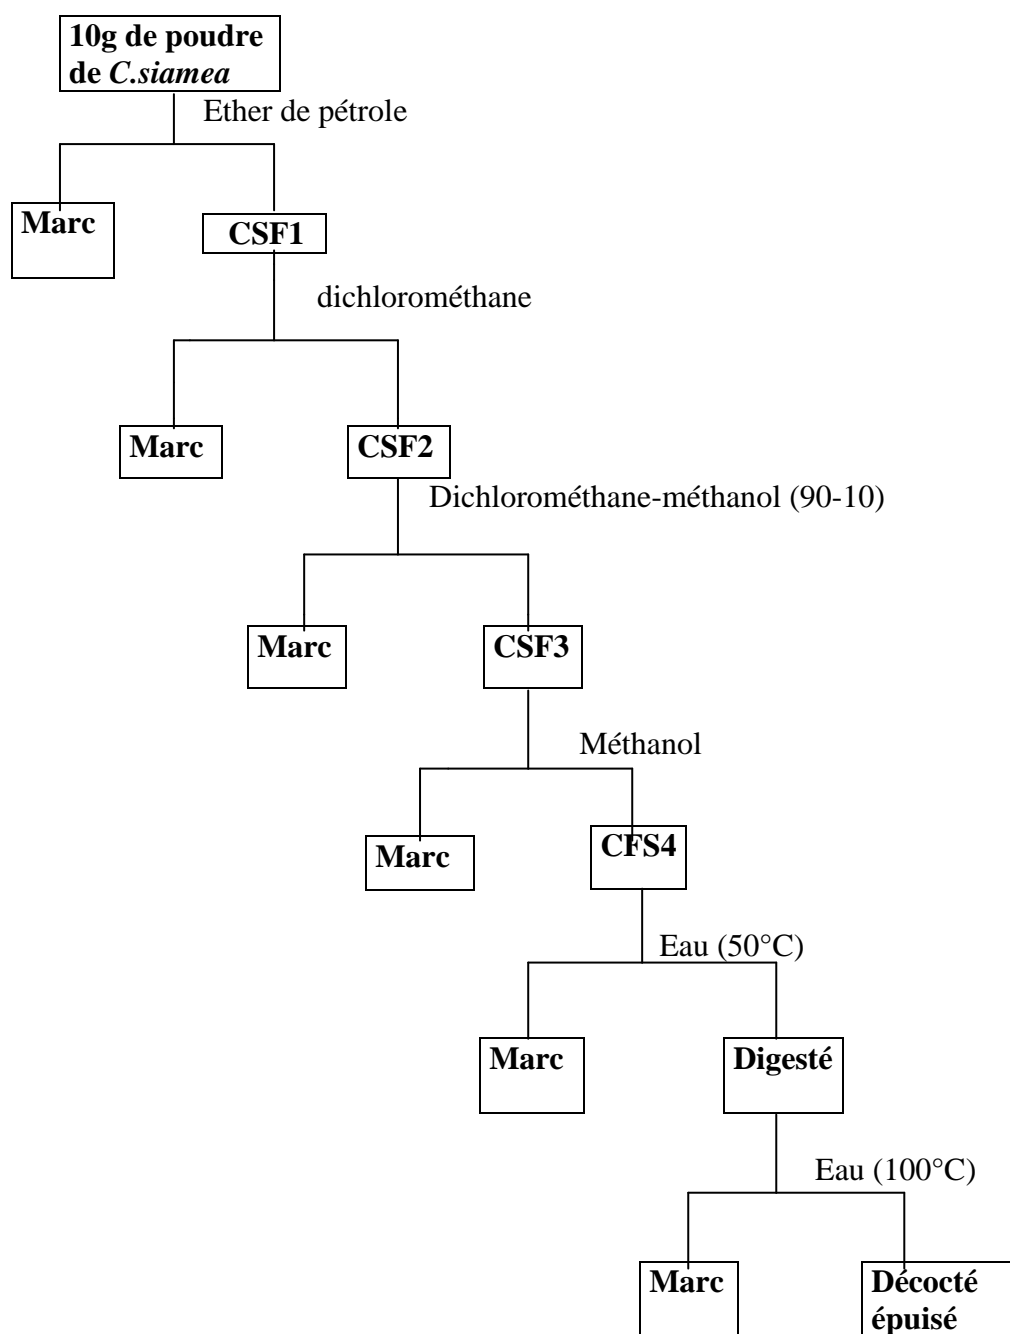 10g de poudre
de C.siamea
Ether de pétrole
Marc
CSF1
dichlorométhane
Marc
CSF2
Dichlorométhane-méthanol (90-10)
Marc
CSF3
Méthanol
Marc
CFS4
Eau (50°C)
Marc
Digesté
Eau (100°C)
Marc
Décocté
épuisé